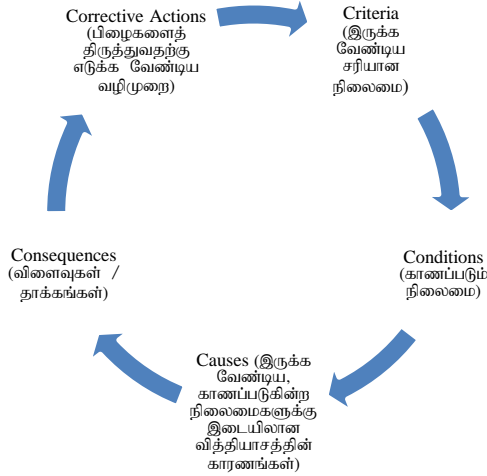 Corrective Actions
(பிழைகளைத்
திருத்துவதற்கு
எடுக்க வேண்டிய
வழிமுறை)
Criteria
(இருக்க
வேண்டிய
சரியான
நிலைமை)
Conditions
(காணப்படும்
நிலைமை)
Causes (இருக்க
வேண்டிய,
காணப்படுகின்ற
நிலைமைகளுக்கு
இடையிலான
வித்தியாசத்தின்
காரணங்கள்)
Consequences
(விளைவுகள் /
தாக்கங்கள்)